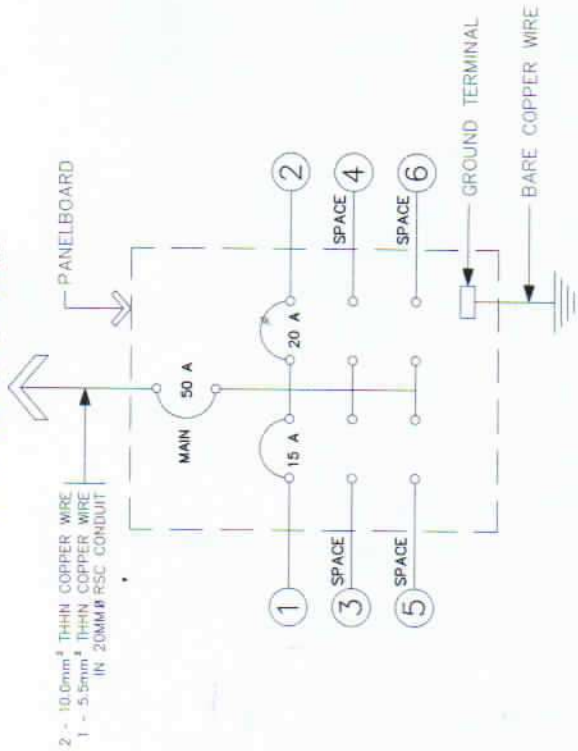 2 - 10.0mm² THHN COPPER WIRE
1 - 5.5mm² THHN COPPER WIRE
IN 20MMØ RSC CONDUIT
PANELBOARD
MAIN
50 A
15 A
20 A
1
2
3
SPACE
SPACE
4
5
SPACE
SPACE
6
GROUND TERMINAL
BARE COPPER WIRE